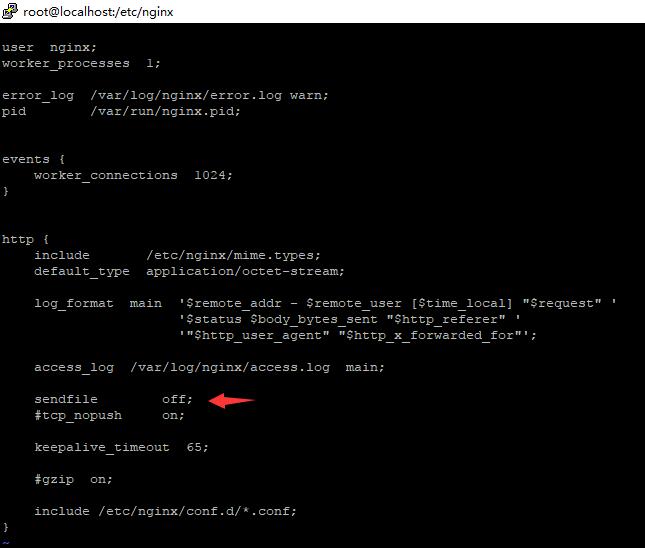 root@localhost:/etc/nginx
user  nginx;
worker_processes  1;
error_log  /var/log/nginx/error.log warn;
pid        /var/run/nginx.pid;
events {
    worker_connections  1024;
}
http {
    include       /etc/nginx/mime.types;
    default_type  application/octet-stream;
    log_format  main  '$remote_addr - $remote_user [$time_local] "$request" '
                      '$status $body_bytes_sent "$http_referer" '
                      '"$http_user_agent" "$http_x_forwarded_for"';
    access_log  /var/log/nginx/access.log  main;
    sendfile        off;
    #tcp_nopush     on;
    keepalive_timeout  65;
    #gzip  on;
    include /etc/nginx/conf.d/*.conf;
}
~